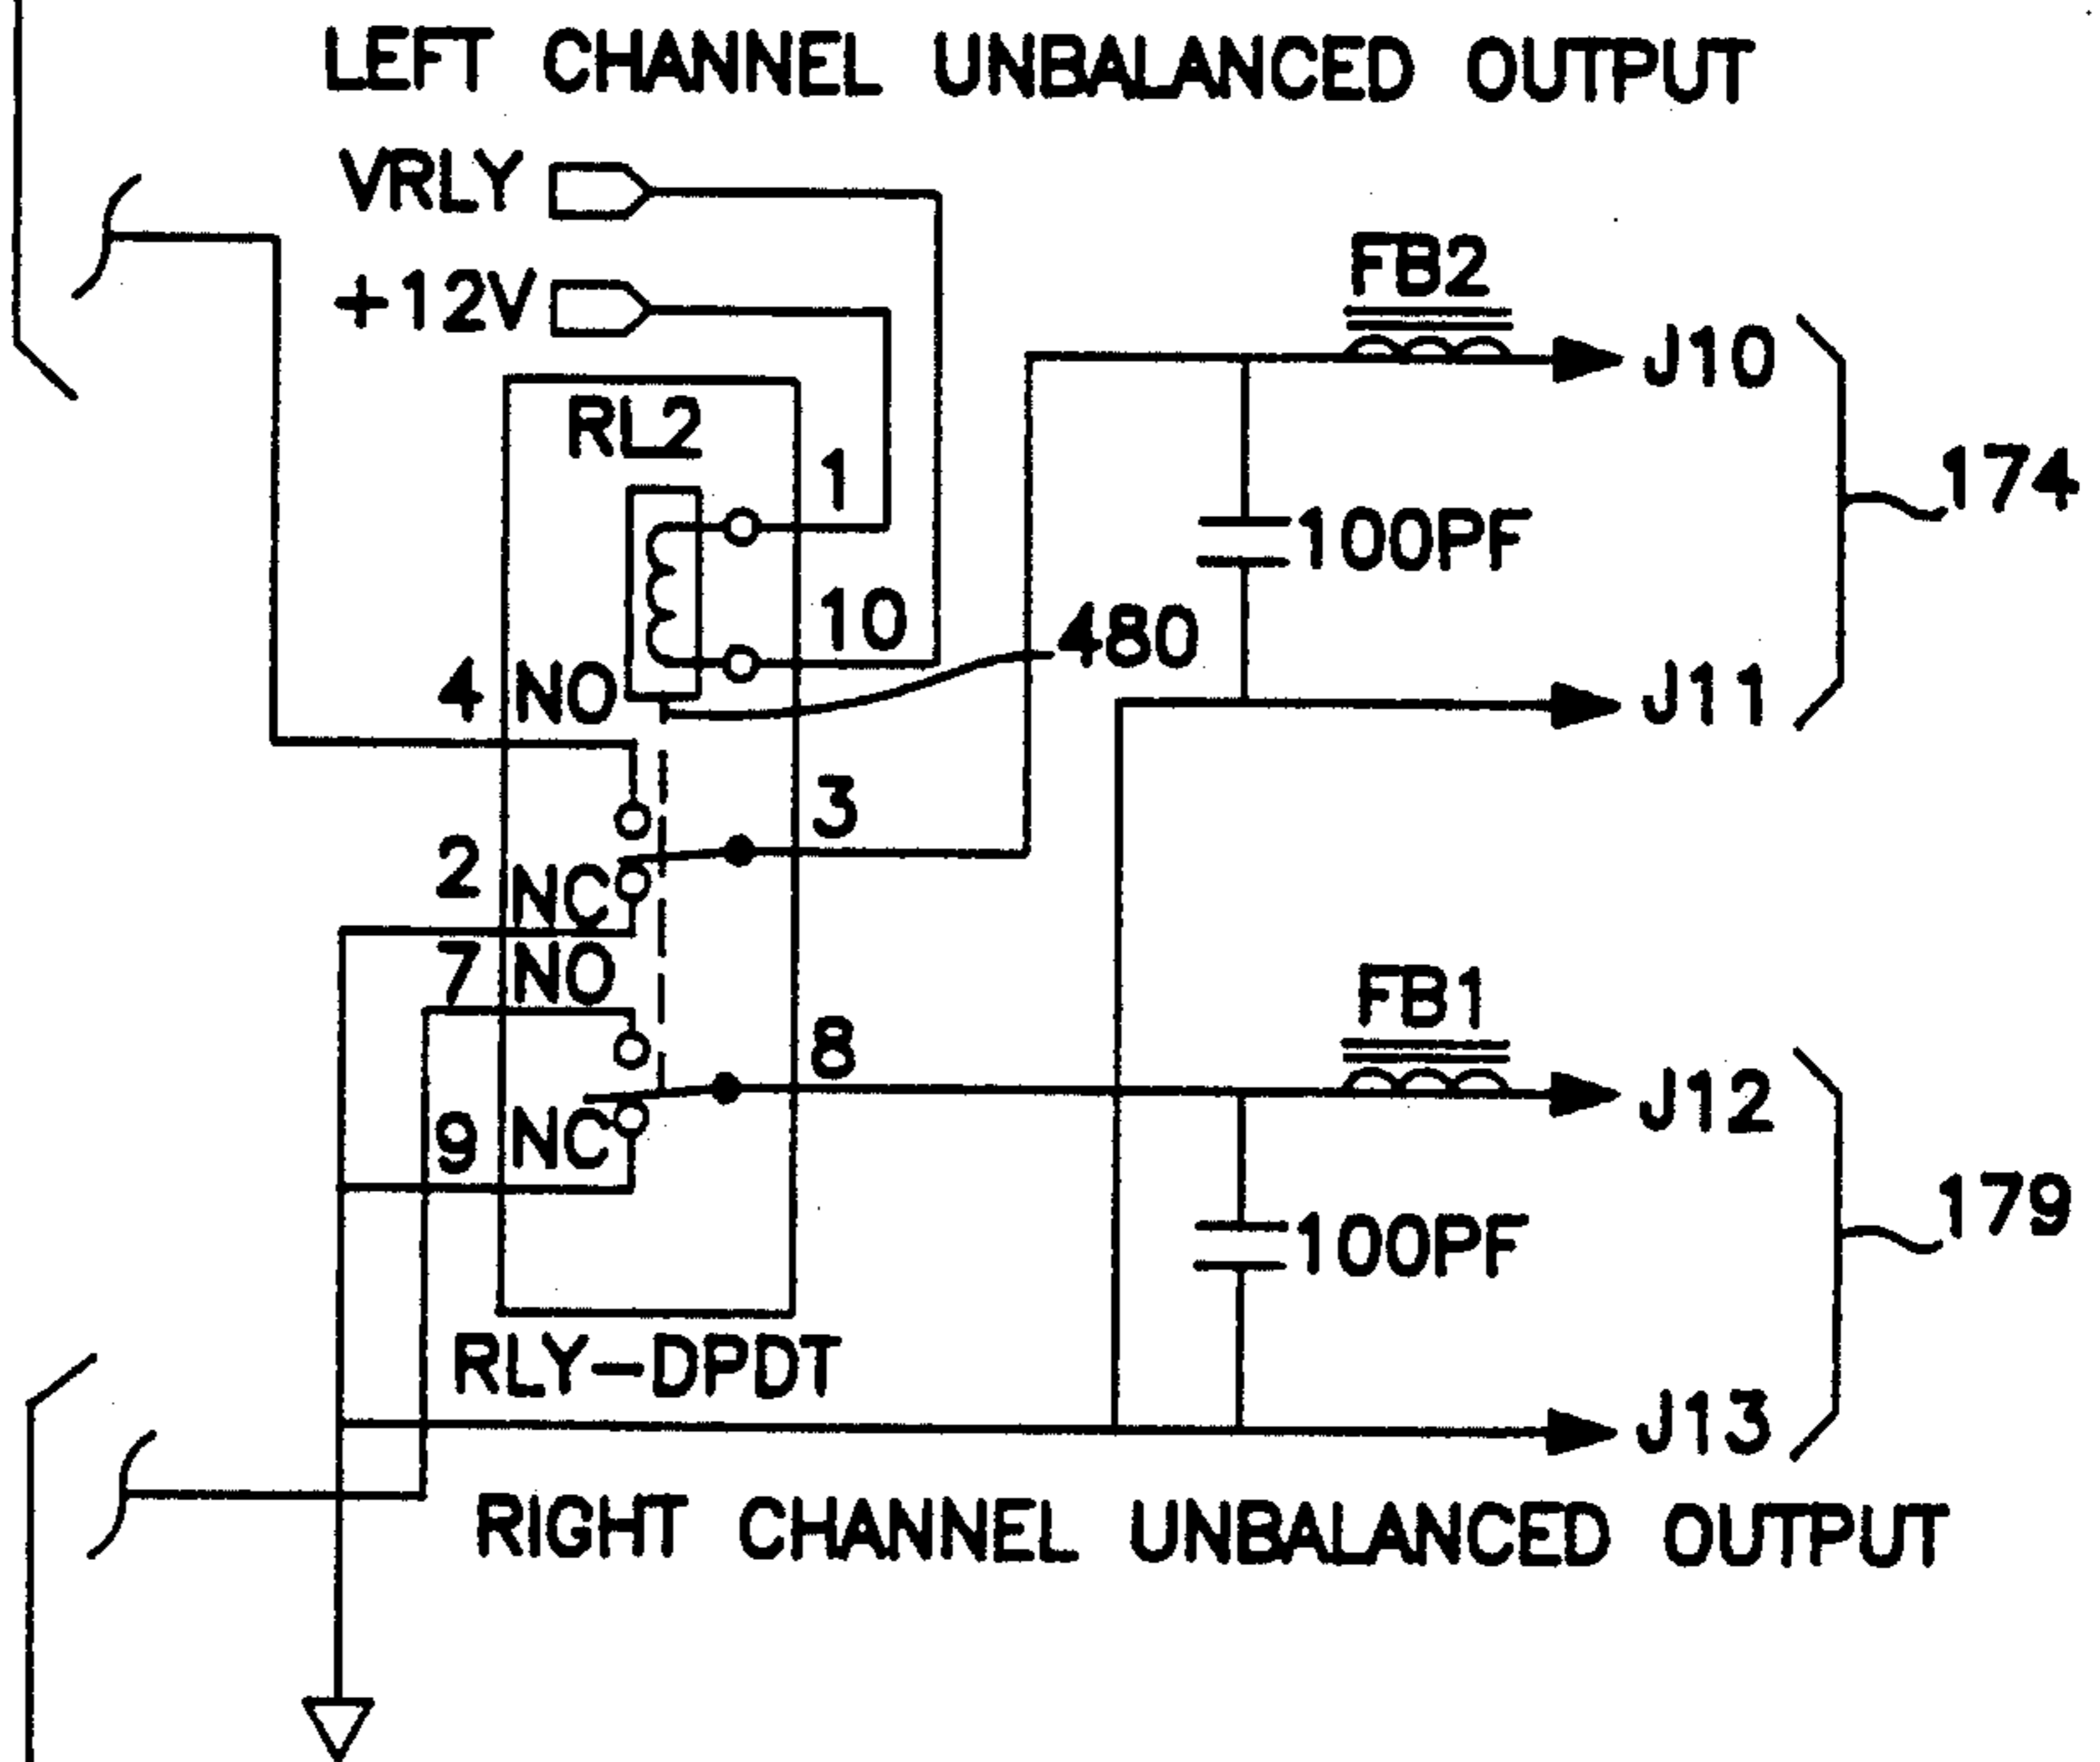 LEFT CHANNEL UNBALANCED OUTPUT
VRLY
+12V
FB2
J10
RL2
1
174
100PF
10
480
4 NO
J11
3
2 NC
7 NO
FB1
8
J12
9 NC
179
100PF
RLY-DPDT
J13
RIGHT CHANNEL UNBALANCED OUTPUT